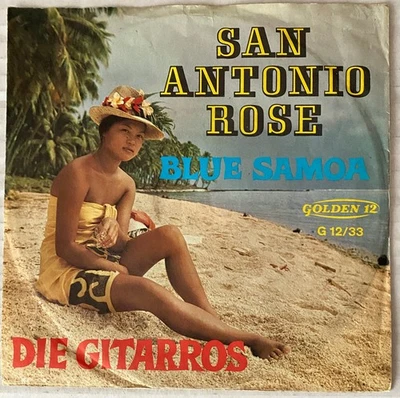 SAN
ANTONIO
ROSE
BLUE SAMOA
GOLDEN 12
G 12/33
DIE GITARROS